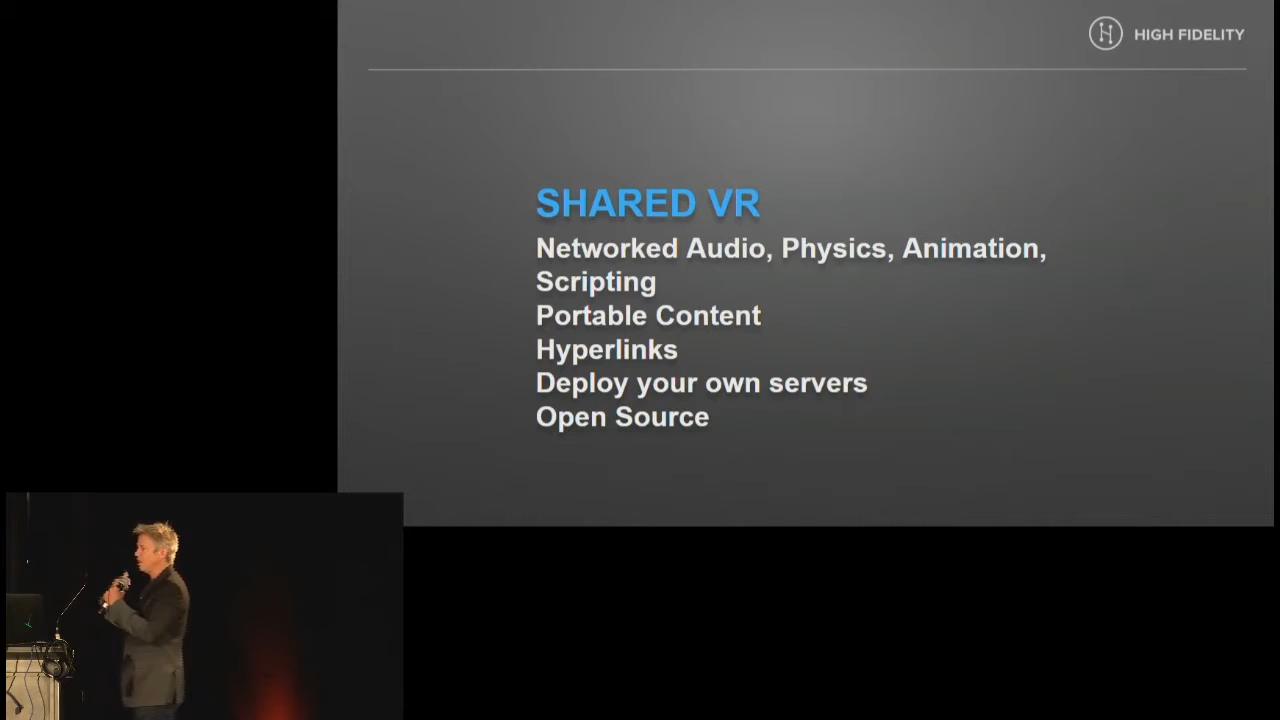 HIGH FIDELITY
SHARED VR
Networked Audio, Physics, Animation,
Scripting
Portable Content
Hyperlinks
Deploy your own servers
Open Source